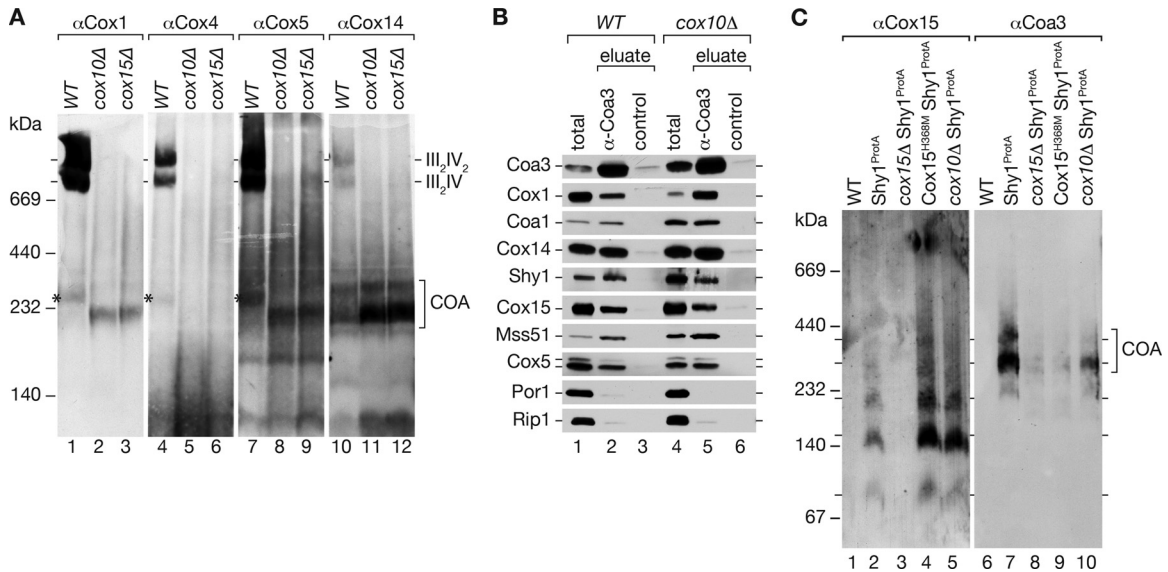 A
αCox1 αCox4 αCox5 αCox14
WT cox10Δ cox15Δ WT cox10Δ cox15Δ WT cox10Δ cox15Δ WT cox10Δ cox15Δ
kDa
III2IV2
III2IV
669
440
* * *
232
COA
140
1 2 3 4 5 6 7 8 9 10 11 12
B
WT cox10Δ
eluate eluate
total α-Coa3 control total α-Coa3 control
Coa3
Cox1
Coa1
Cox14
Shy1
Cox15
Mss51
Cox5
Por1
Rip1
1 2 3 4 5 6
C
αCox15 αCoa3
WT Shy1ProtA cox15Δ Shy1ProtA Cox15H368M Shy1ProtA cox10Δ Shy1ProtA WT Shy1ProtA cox15Δ Shy1ProtA Cox15H368M Shy1ProtA cox10Δ Shy1ProtA
kDa
669
440
COA
232
140
67
1 2 3 4 5 6 7 8 9 10